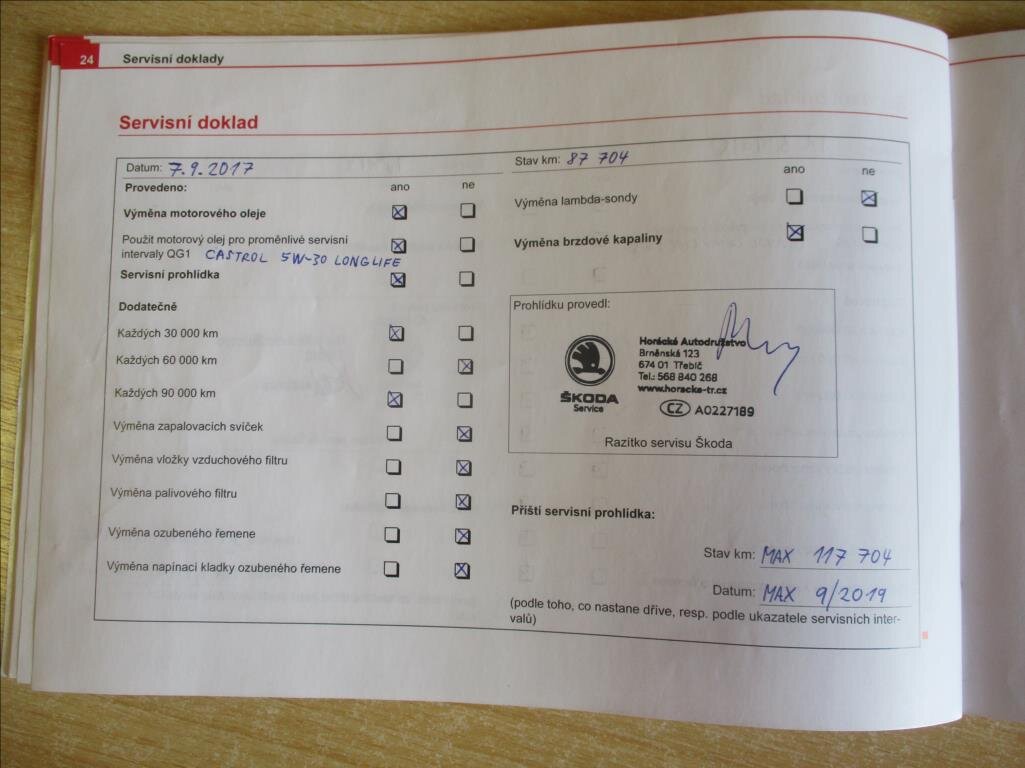 24 Servisní doklady
Servisní doklad
Datum: 7.9.2017
Provedeno: ano ne
Výměna motorového oleje
Použit motorový olej pro proměnlivé servisní
intervaly QG1 CASTROL 5W-30 LONGLIFE
Servisní prohlídka
Dodatečně
Každých 30 000 km
Každých 60 000 km
Každých 90 000 km
Výměna zapalovacích svíček
Výměna vložky vzduchového filtru
Výměna palivového filtru
Výměna ozubeného řemene
Výměna napínací kladky ozubeného řemene
Stav km: 87 704
ano ne
Výměna lambda-sondy
Výměna brzdové kapaliny
Prohlídku provedl:
Horácké Autodružstvo
Brněnská 123
674 01 Třebíč
Tel.: 568 840 268
www.horacke-tr.cz
ŠKODA
Service
CZ A0227189
Razítko servisu Škoda
Příští servisní prohlídka:
Stav km: MAX 117 704
Datum: MAX 9/2019
(podle toho, co nastane dříve, resp. podle ukazatele servisních inter-
valů)